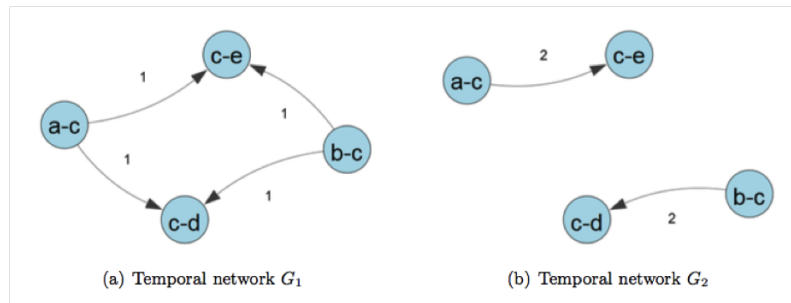 c-e
1
a-c
1
1
b-c
1
c-d
(a) Temporal network G₁
2
c-e
a-c
b-c
c-d
2
(b) Temporal network G₂